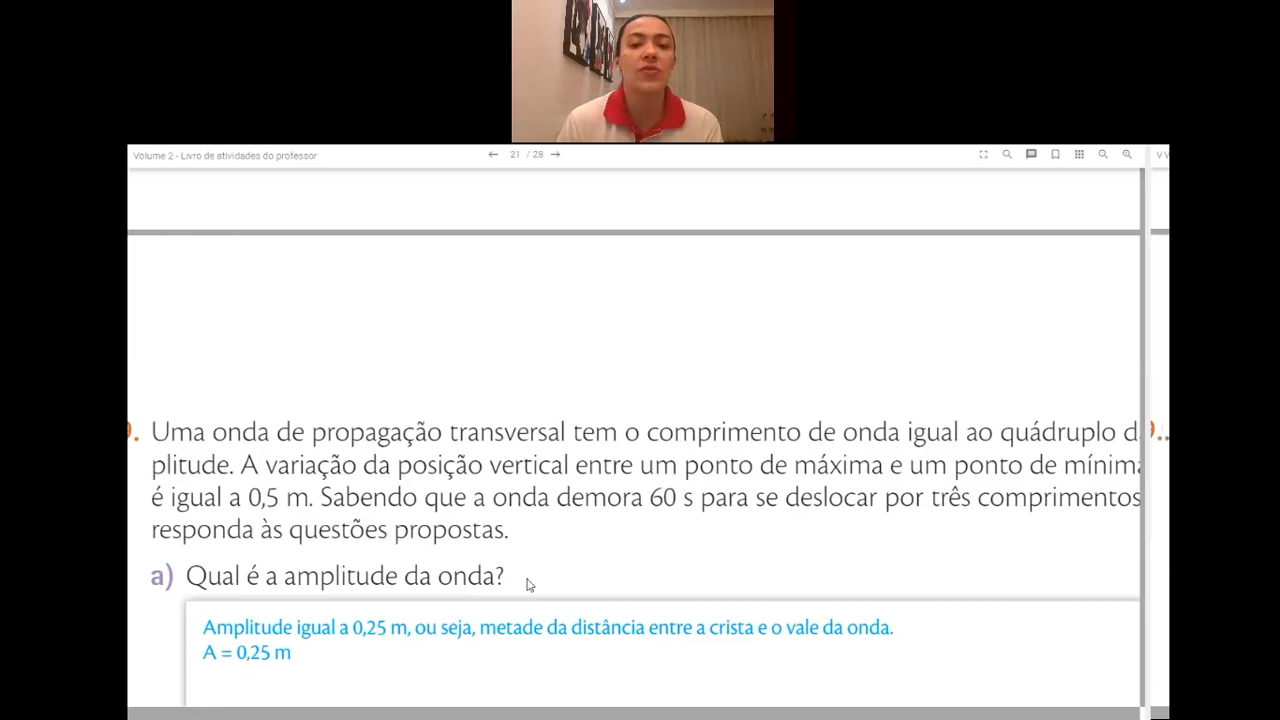 Volume 2 - Livro de atividades do professor
21 / 28
9. Uma onda de propagação transversal tem o comprimento de onda igual ao quádruplo d
plitude. A variação da posição vertical entre um ponto de máxima e um ponto de mínima
é igual a 0,5 m. Sabendo que a onda demora 60 s para se deslocar por três comprimentos
responda às questões propostas.
a) Qual é a amplitude da onda?
Amplitude igual a 0,25 m, ou seja, metade da distância entre a crista e o vale da onda.
A = 0,25 m